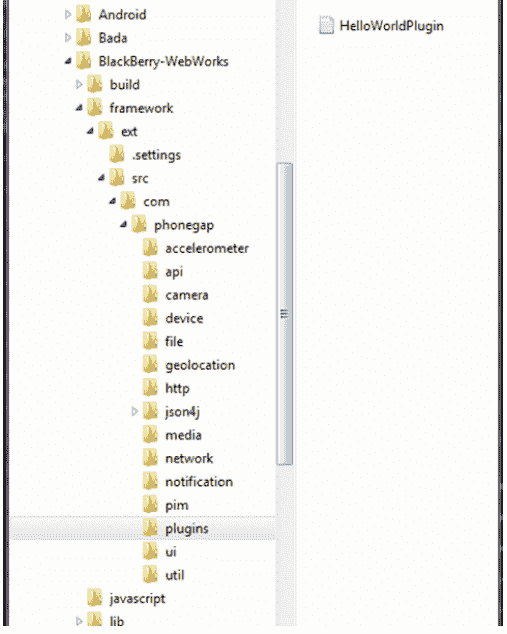 Android
Bada
BlackBerry-WebWorks
build
framework
ext
.settings
src
com
phonegap
accelerometer
api
camera
device
file
geolocation
http
json4j
media
network
notification
pim
plugins
ui
util
javascript
lib
HelloWorldPlugin